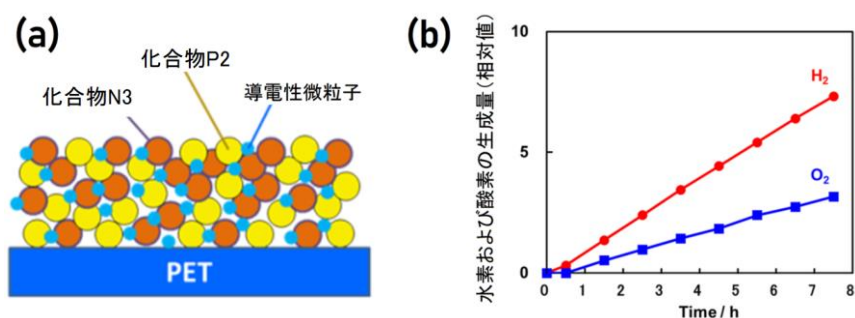 (a)
化合物P2
化合物N3
導電性微粒子
PET
(b)
水素および酸素の生成量(相対値)
10
5
0
H₂
O₂
0 1 2 3 4 5 6 7 8
Time / h